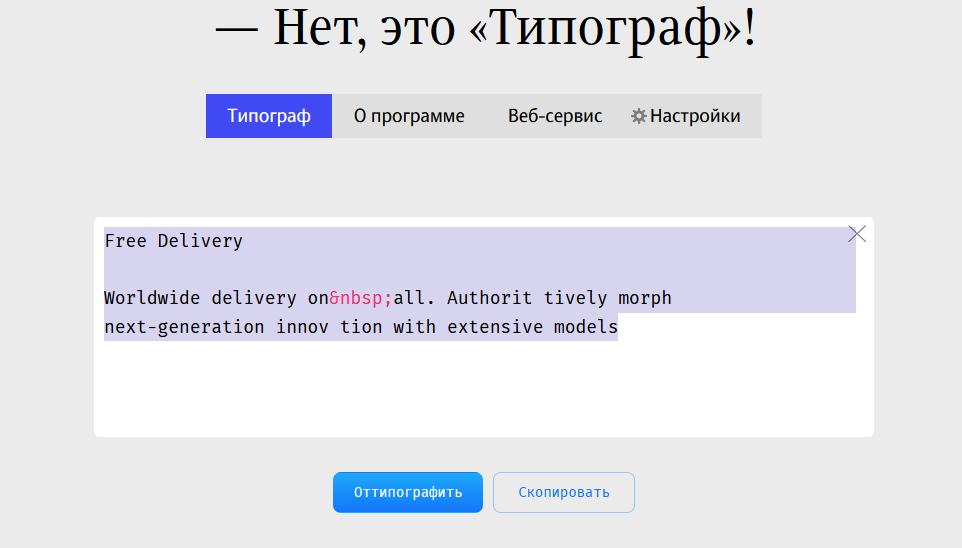 — Нет, это «Типограф»!
Типограф О программе Веб-сервис Настройки
Free Delivery
Worldwide delivery on&nbsp;all. Authorit tively morph
next-generation innov tion with extensive models
Оттипографить Скопировать